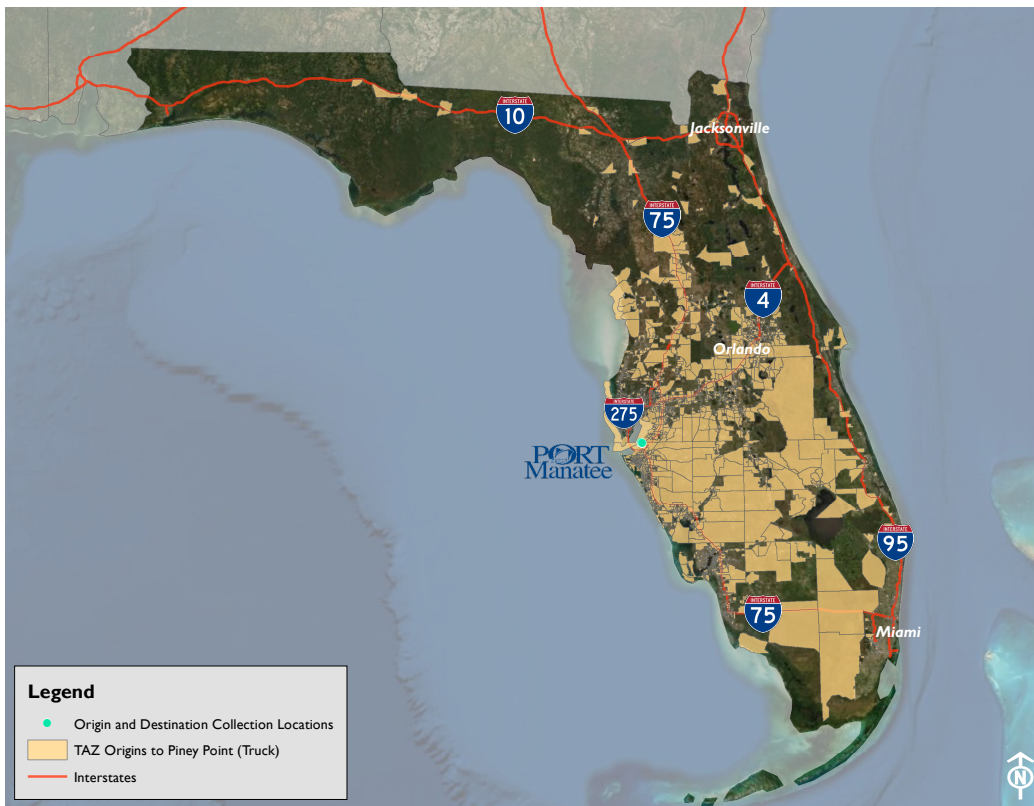 INTERSTATE
10
Jacksonville
INTERSTATE
75
INTERSTATE
4
Orlando
INTERSTATE
275
PORT
Manatee
INTERSTATE
95
INTERSTATE
75
Miami
Legend
Origin and Destination Collection Locations
TAZ Origins to Piney Point (Truck)
Interstates
N